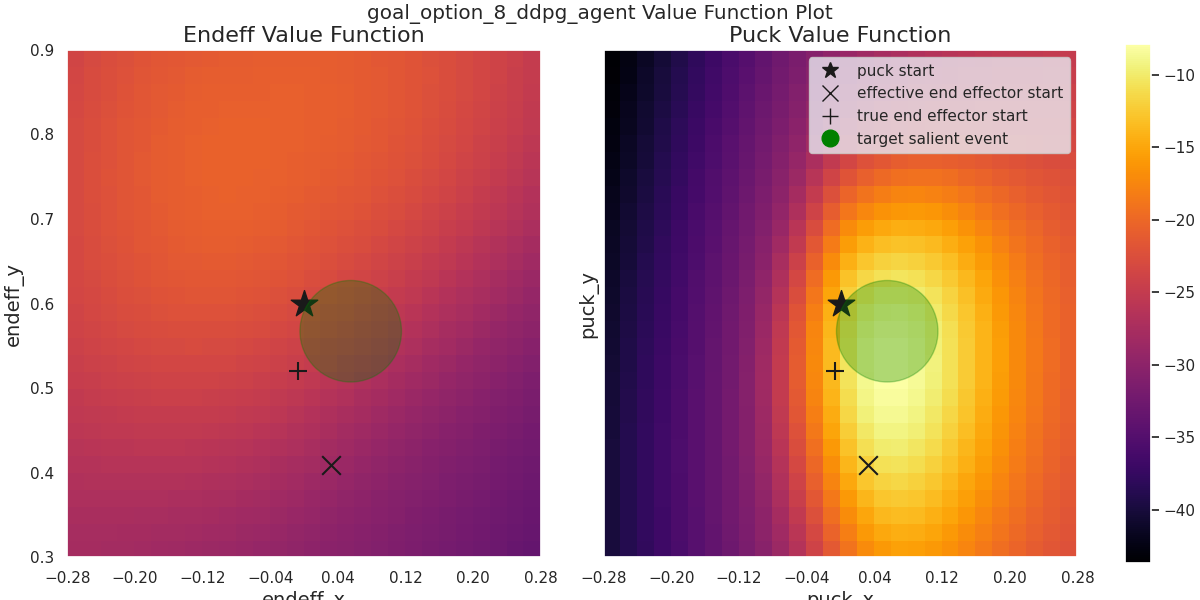 goal_option_8_ddpg_agent Value Function Plot
Endeff Value Function
0.9
0.8
0.7
0.6
0.5
0.4
0.3
endeff_y
−0.28 −0.20 −0.12 −0.04 0.04 0.12 0.20 0.28
endeff_x
Puck Value Function
puck start
effective end effector start
true end effector start
target salient event
puck_y
−0.28 −0.20 −0.12 −0.04 0.04 0.12 0.20 0.28
puck_x
−10
−15
−20
−25
−30
−35
−40